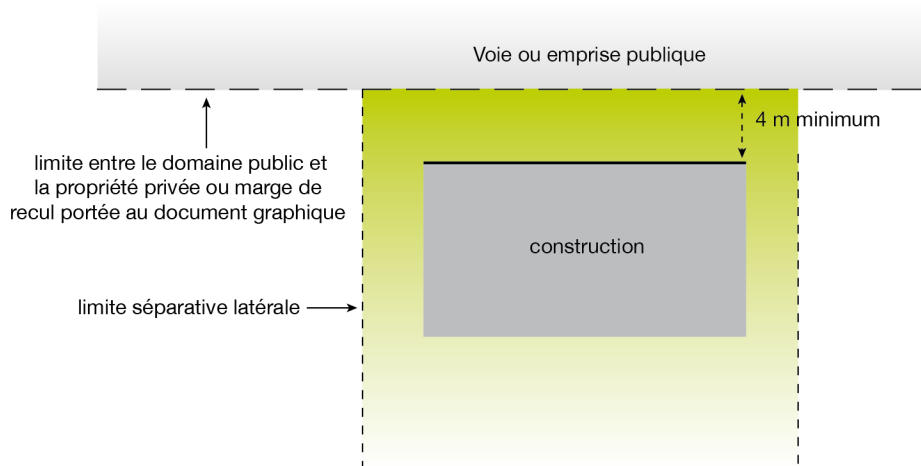 Voie ou emprise publique
4 m minimum
limite entre le domaine public et
la propriété privée ou marge de
recul portée au document graphique
construction
limite séparative latérale